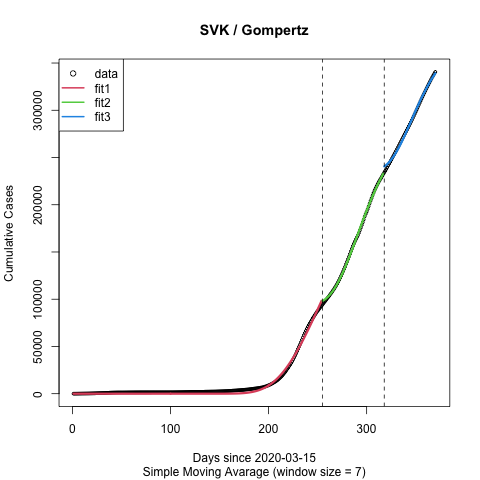 SVK / Gompertz
data
fit1
fit2
fit3
Cumulative Cases
0
50000
100000
200000
300000
0
100
200
300
Days since 2020-03-15
Simple Moving Avarage (window size = 7)